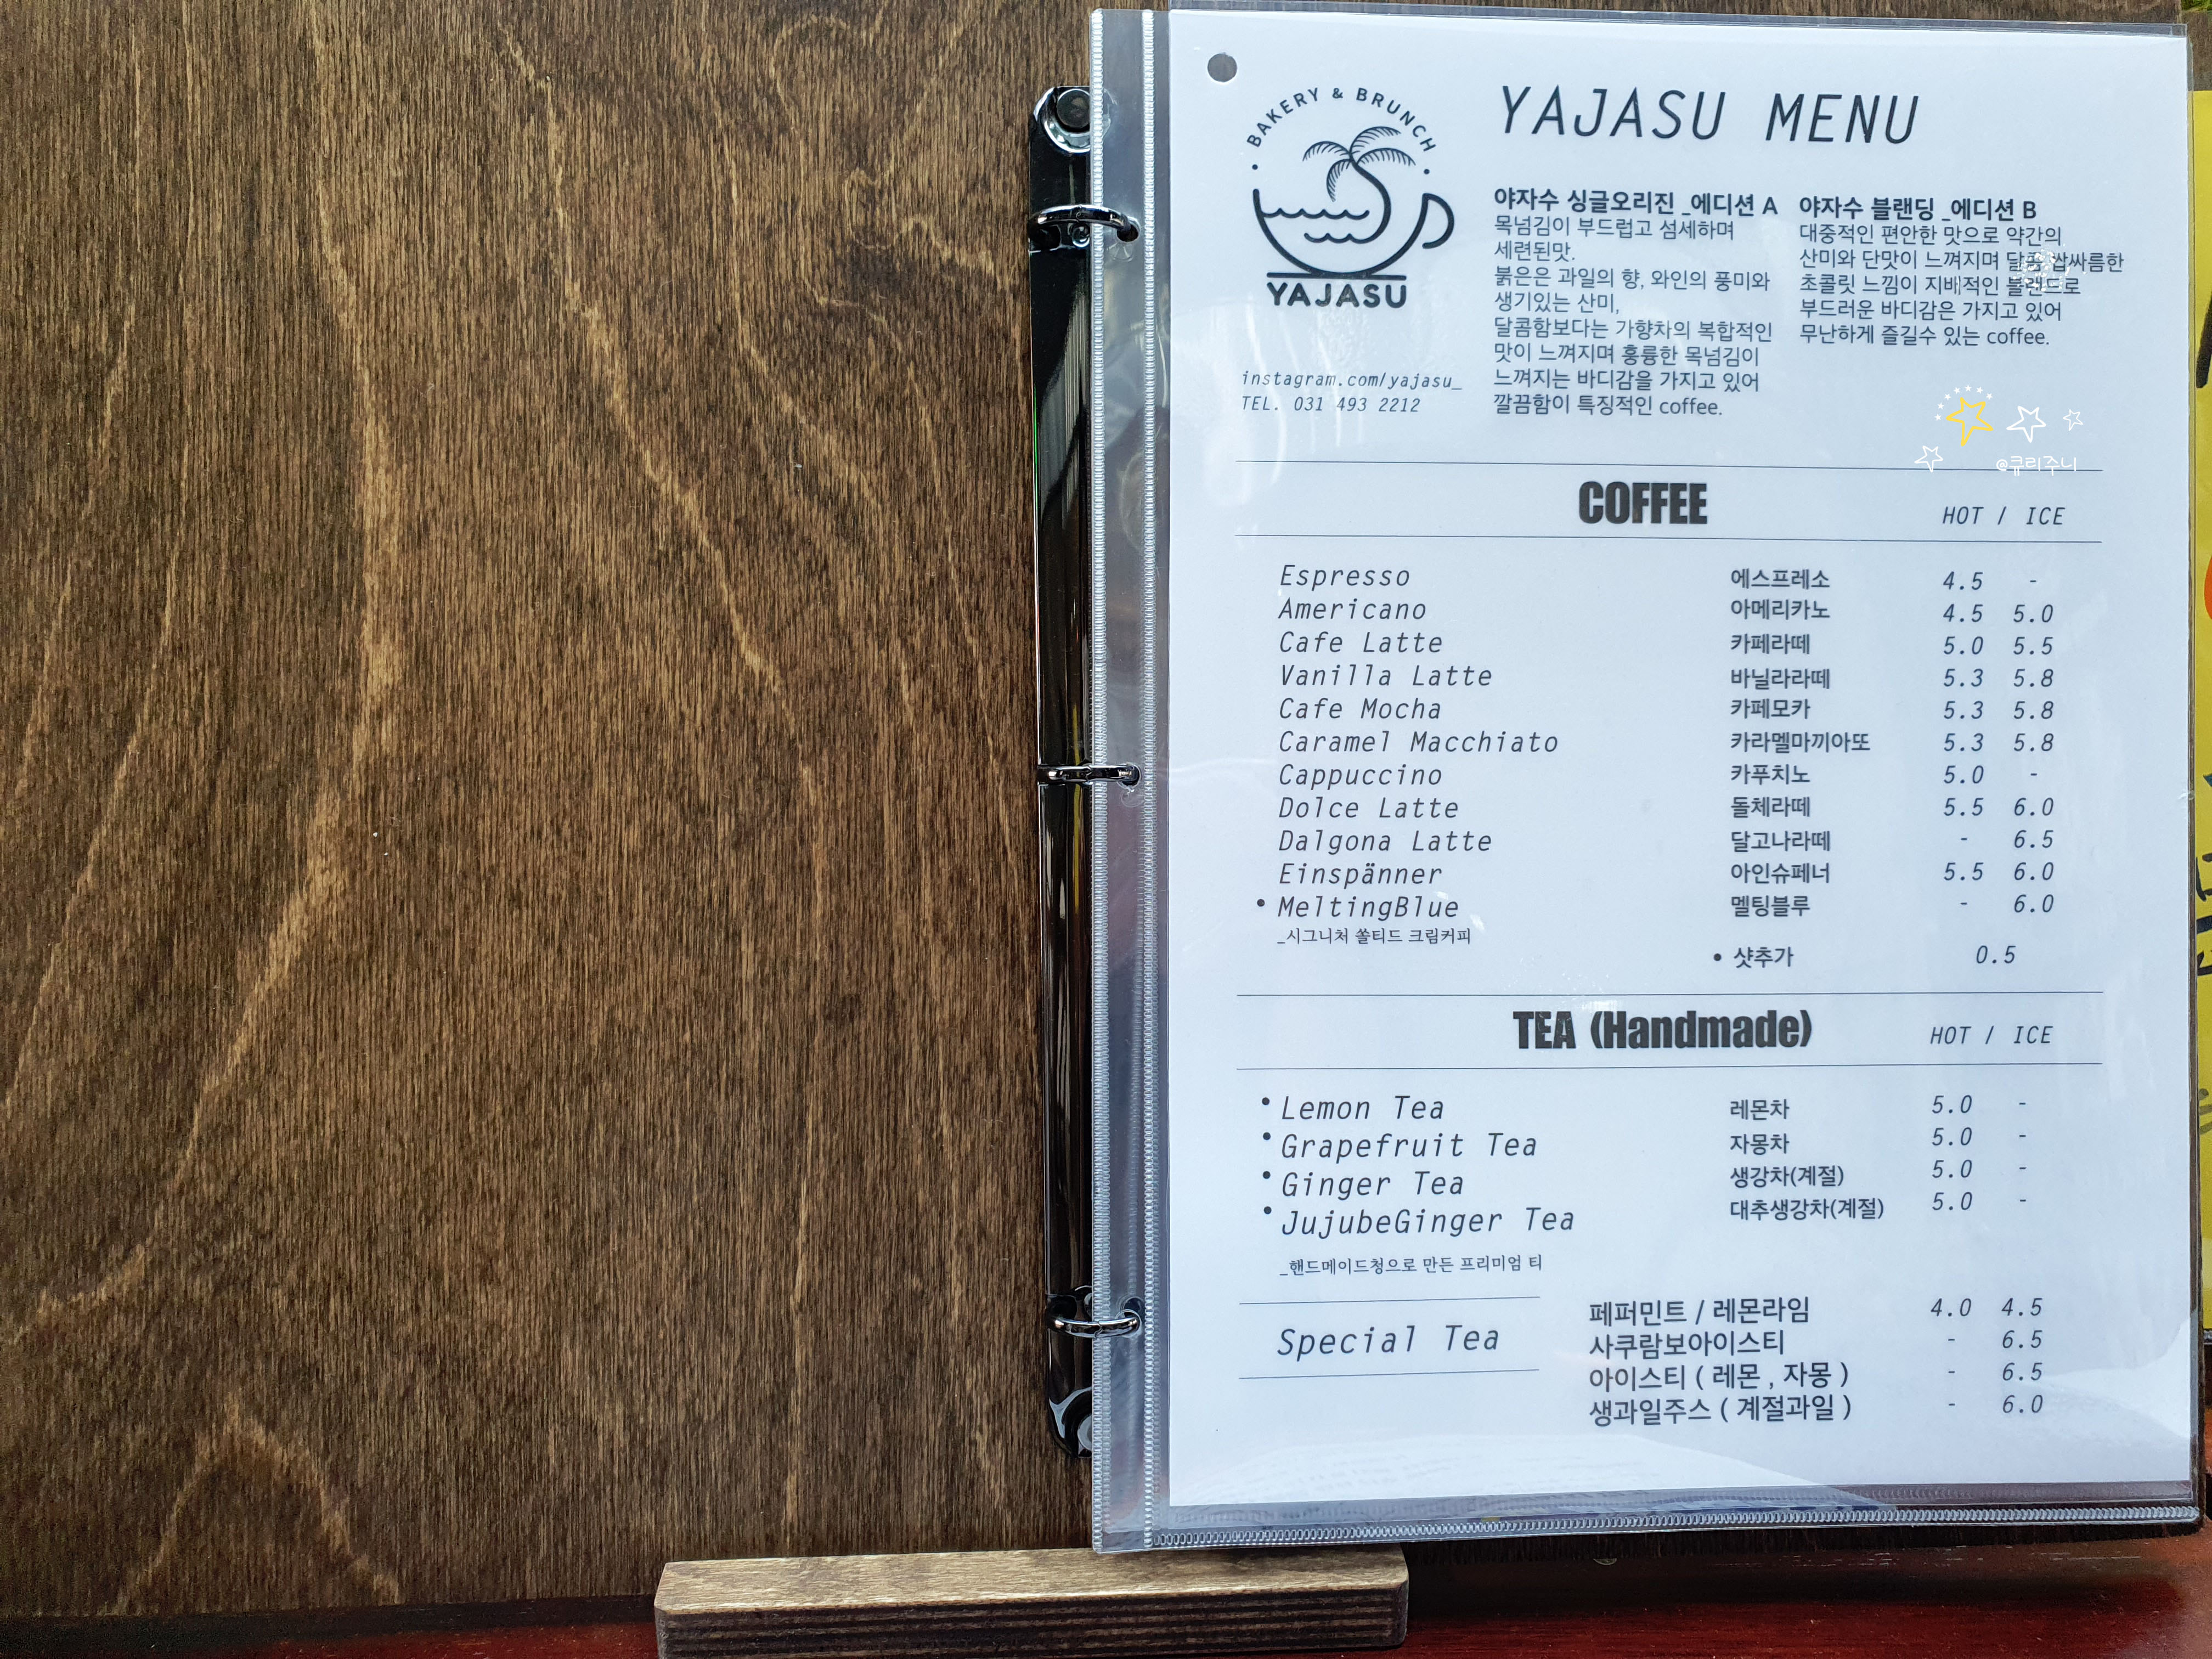 BAKERY & BRUNCH
YAJASU
instagram.com/yajasu_
TEL. 031 493 2212
YAJASU MENU
야자수 싱글오리진 _에디션 A
목넘김이 부드럽고 섬세하며
세련된맛.
붉은은 과일의 향, 와인의 풍미와
생기있는 산미,
달콤함보다는 가향차의 복합적인
맛이 느껴지며 훌륭한 목넘김이
느껴지는 바디감을 가지고 있어
깔끔함이 특징적인 coffee.
야자수 블랜딩 _에디션 B
대중적인 편안한 맛으로 약간의
산미와 단맛이 느껴지며 달콤 쌉싸름한
초콜릿 느낌이 지배적인 블랜드로
부드러운 바디감은 가지고 있어
무난하게 즐길수 있는 coffee.
@큐리주니
COFFEE HOT / ICE
Espresso 에스프레소 4.5 -
Americano 아메리카노 4.5 5.0
Cafe Latte 카페라떼 5.0 5.5
Vanilla Latte 바닐라라떼 5.3 5.8
Cafe Mocha 카페모카 5.3 5.8
Caramel Macchiato 카라멜마끼아또 5.3 5.8
Cappuccino 카푸치노 5.0 -
Dolce Latte 돌체라떼 5.5 6.0
Dalgona Latte 달고나라떼 - 6.5
Einspänner 아인슈페너 5.5 6.0
• MeltingBlue 멜팅블루 - 6.0
_시그니처 쏠티드 크림커피
• 샷추가 0.5
TEA (Handmade) HOT / ICE
• Lemon Tea 레몬차 5.0 -
• Grapefruit Tea 자몽차 5.0 -
• Ginger Tea 생강차(계절) 5.0 -
• JujubeGinger Tea 대추생강차(계절) 5.0 -
_핸드메이드청으로 만든 프리미엄 티
Special Tea
페퍼민트 / 레몬라임 4.0 4.5
사쿠람보아이스티 - 6.5
아이스티 ( 레몬 , 자몽 ) - 6.5
생과일주스 ( 계절과일 ) - 6.0